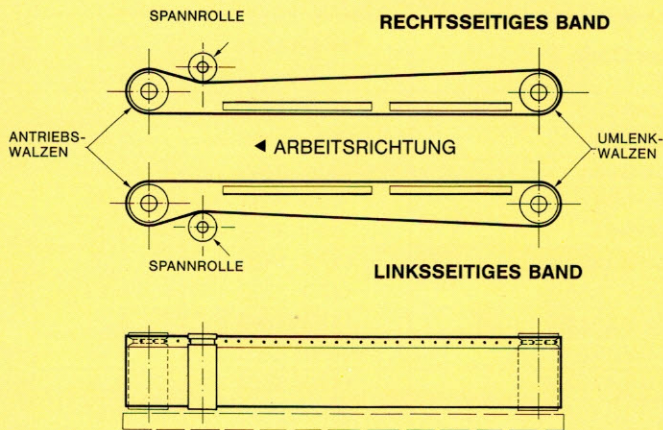 SPANNROLLE
RECHTSSEITIGES BAND
ANTRIEBS-
WALZEN
◄ ARBEITSRICHTUNG
UMLENK-
WALZEN
SPANNROLLE
LINKSSEITIGES BAND